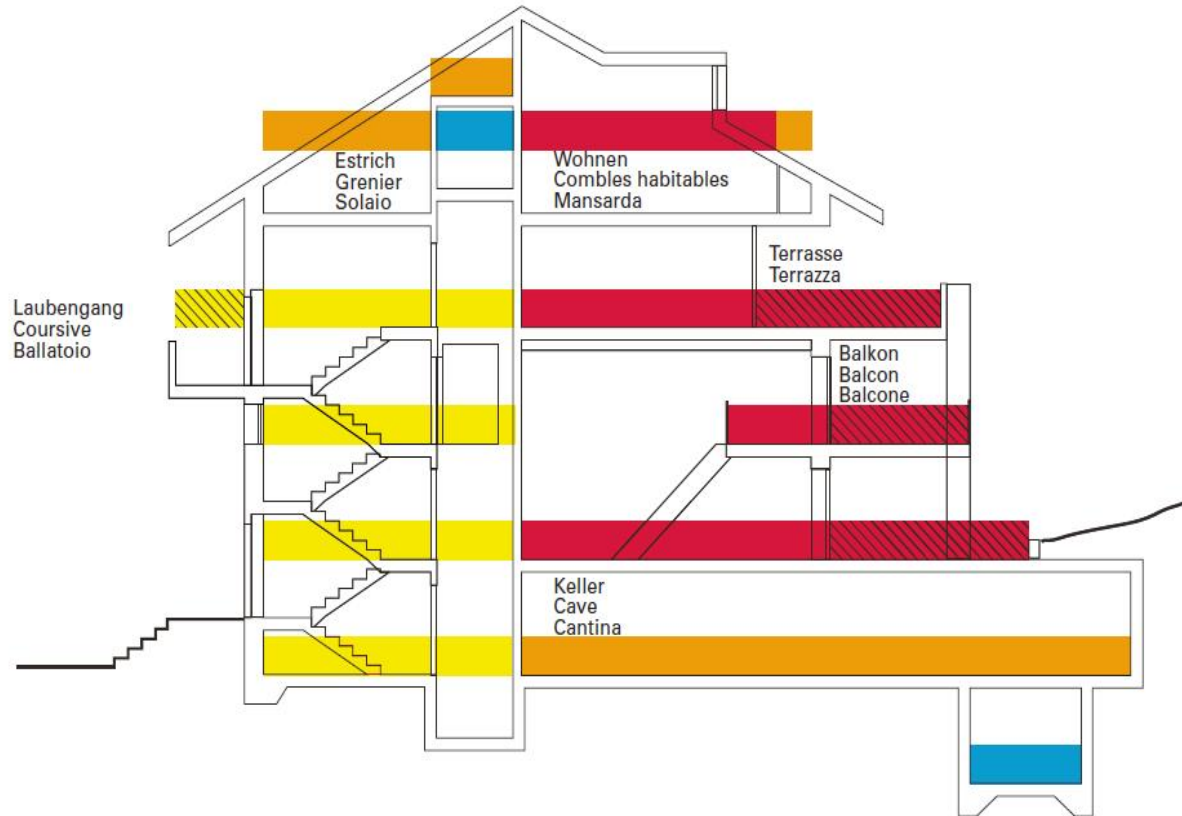 Estrich
Grenier
Solaio
Wohnen
Combles habitables
Mansarda
Terrasse
Terrazza
Laubengang
Coursive
Ballatoio
Balkon
Balcon
Balcone
Keller
Cave
Cantina